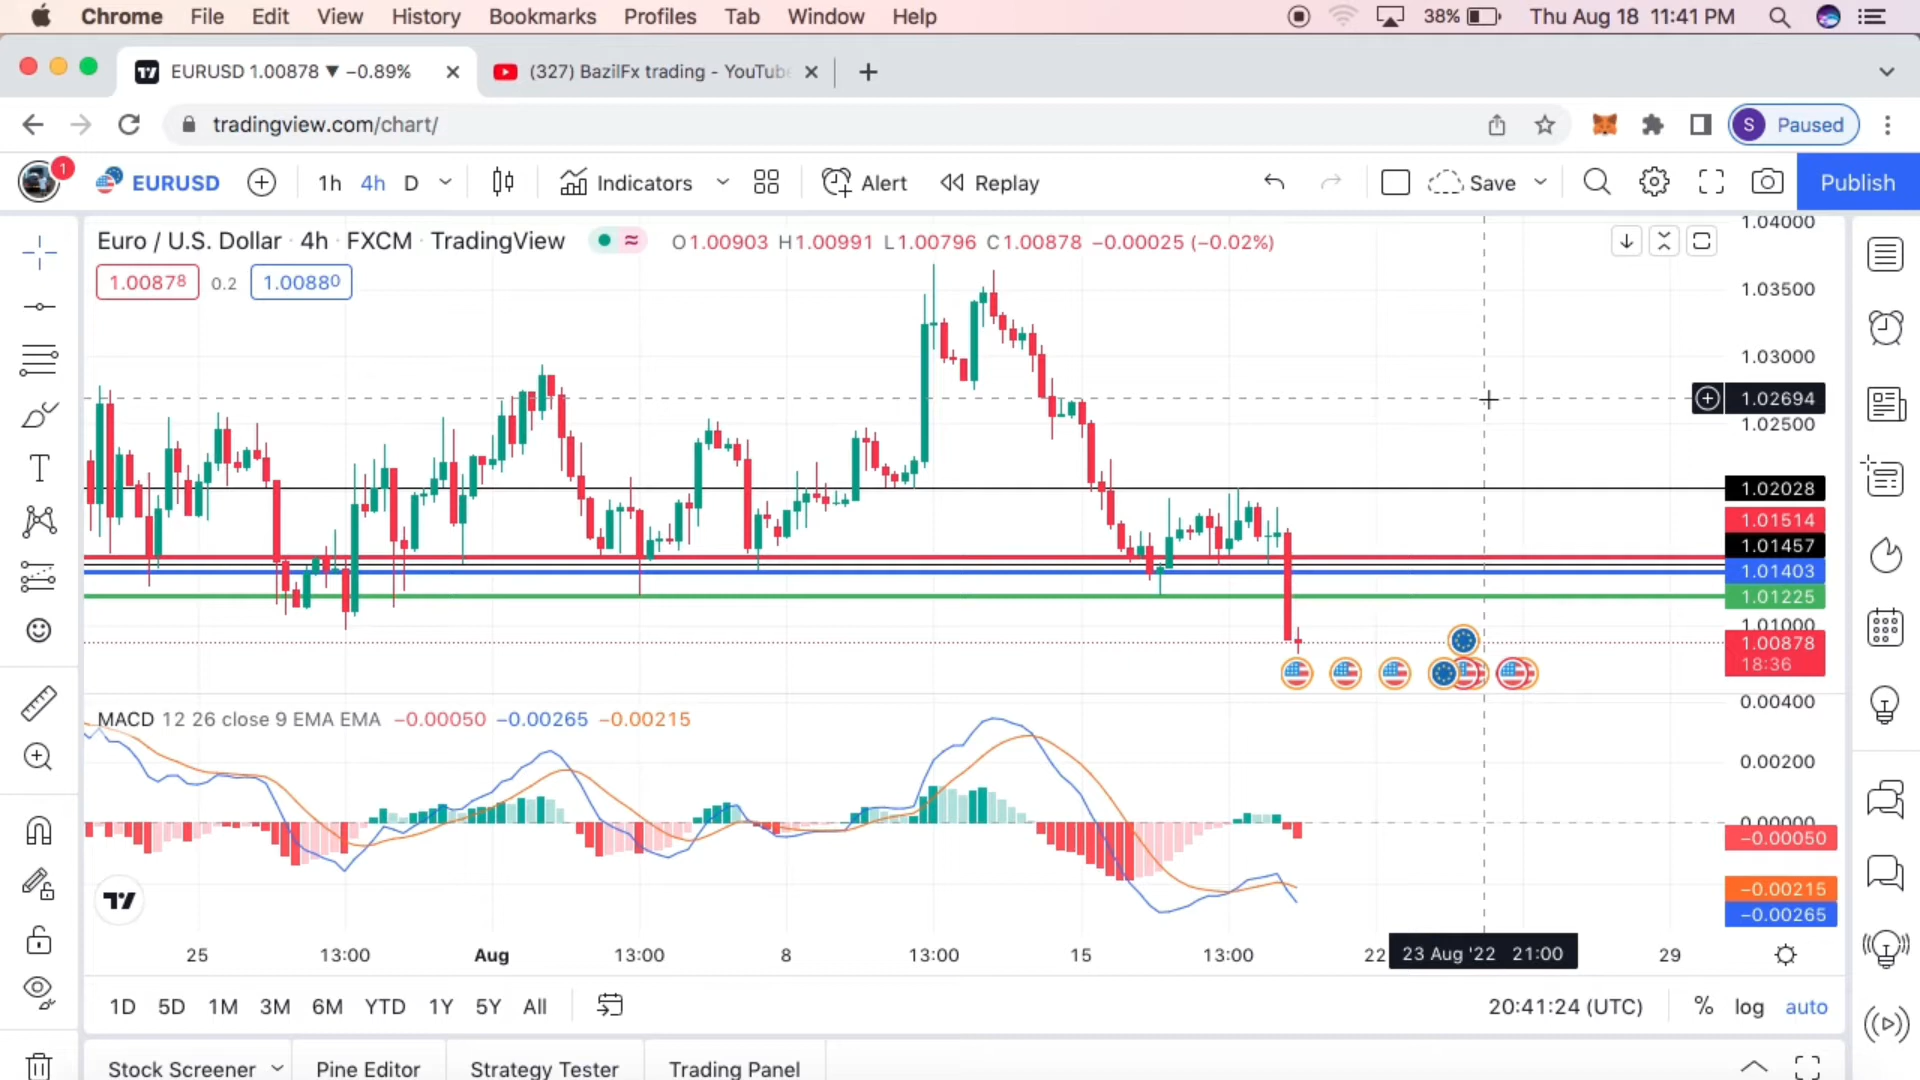 Chrome File Edit View History Bookmarks Profiles Tab Window Help 38% Thu Aug 18 11:41 PM
EURUSD 1.00878 ▼ −0.89% (327) BazilFx trading - YouTube
tradingview.com/chart/ S Paused
1 EURUSD 1h 4h D Indicators Alert Replay Save Publish
Euro / U.S. Dollar · 4h · FXCM · TradingView O1.00903 H1.00991 L1.00796 C1.00878 −0.00025 (−0.02%)
1.00878 0.2 1.00880
1.04000
1.03500
1.03000
1.02694
1.02500
1.02028
1.01514
1.01457
1.01403
1.01225
1.01000
1.00878
18:36
MACD 12 26 close 9 EMA EMA −0.00050 −0.00265 −0.00215
0.00400
0.00200
0.00000
−0.00050
−0.00215
−0.00265
25 13:00 Aug 13:00 8 13:00 15 13:00 22 23 Aug '22 21:00 29
1D 5D 1M 3M 6M YTD 1Y 5Y All 20:41:24 (UTC) % log auto
Stock Screener Pine Editor Strategy Tester Trading Panel